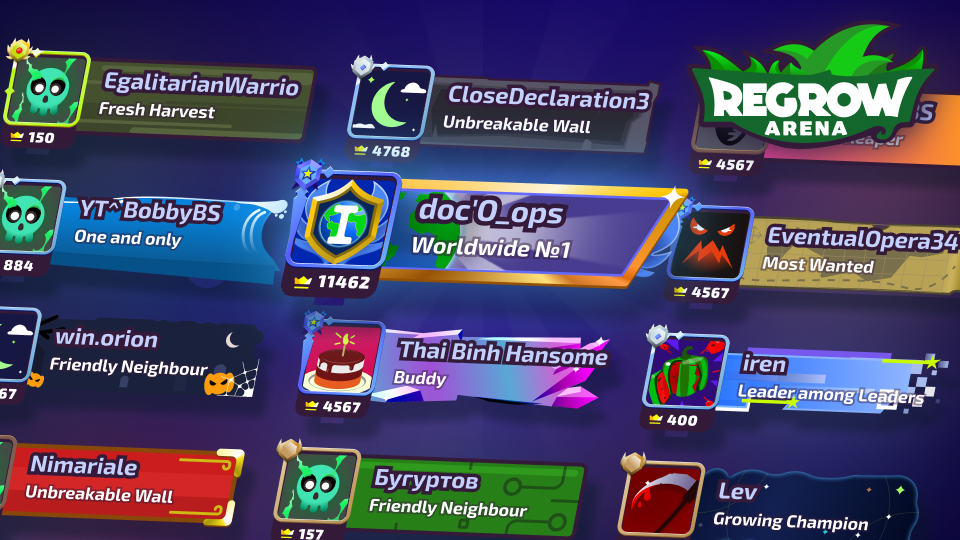 EgalitarianWarrio
Fresh Harvest
150
CloseDeclaration3
Unbreakable Wall
4768
REGROW
ARENA
4567
YT^BobbyBS
One and only
884
I
doc'O_ops
Worldwide №1
11462
EventualOpera34
Most Wanted
4567
win.orion
Friendly Neighbour
Thai Binh Hansome
Buddy
4567
iren
Leader among Leaders
400
Nimariale
Unbreakable Wall
Бугуртов
Friendly Neighbour
157
Lev
Growing Champion